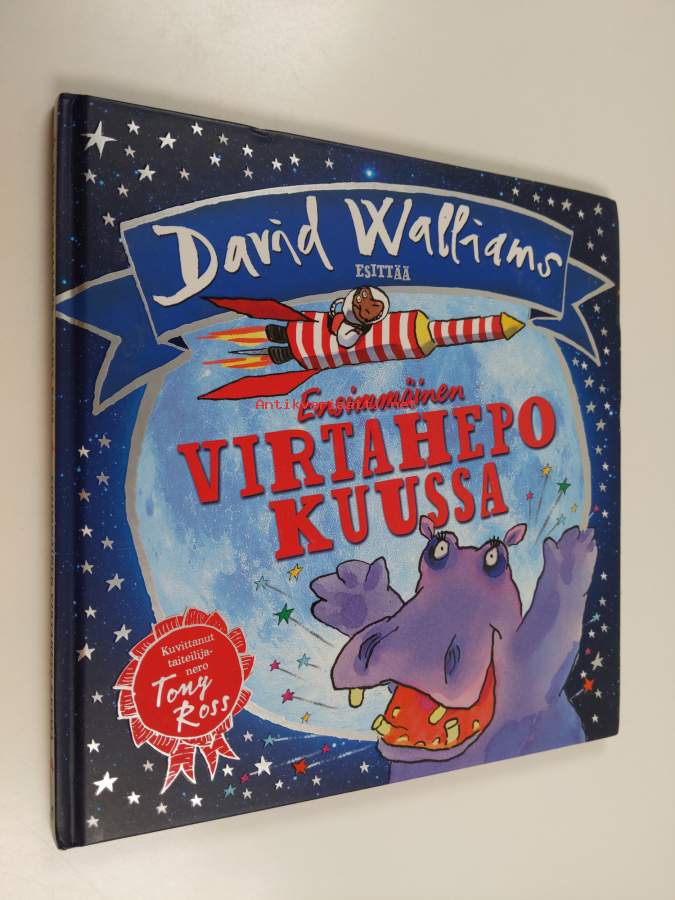 David Walliams
ESITTÄÄ
Ensimmäinen
VIRTAHEPO
KUUSSA
Kuvittanut
taiteilija-
nero
Tony
Ross